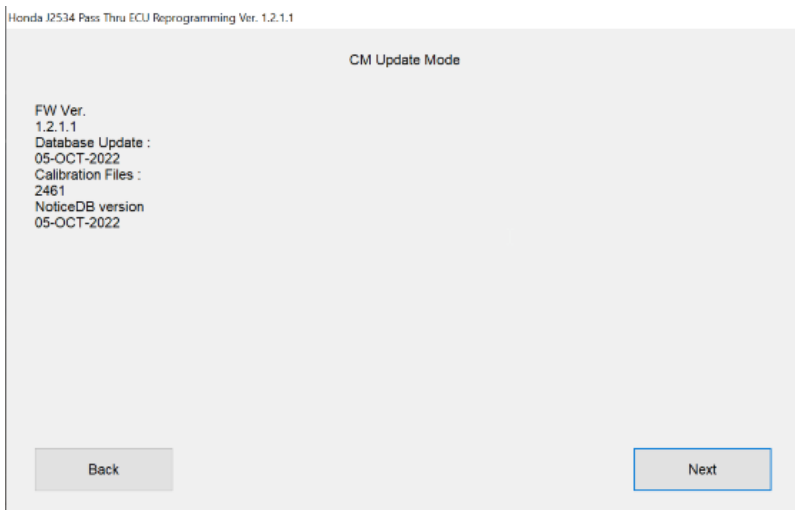 Honda J2534 Pass Thru ECU Reprogramming Ver. 1.2.1.1
CM Update Mode
FW Ver.
1.2.1.1
Database Update :
05-OCT-2022
Calibration Files :
2461
NoticeDB version
05-OCT-2022
Back
Next